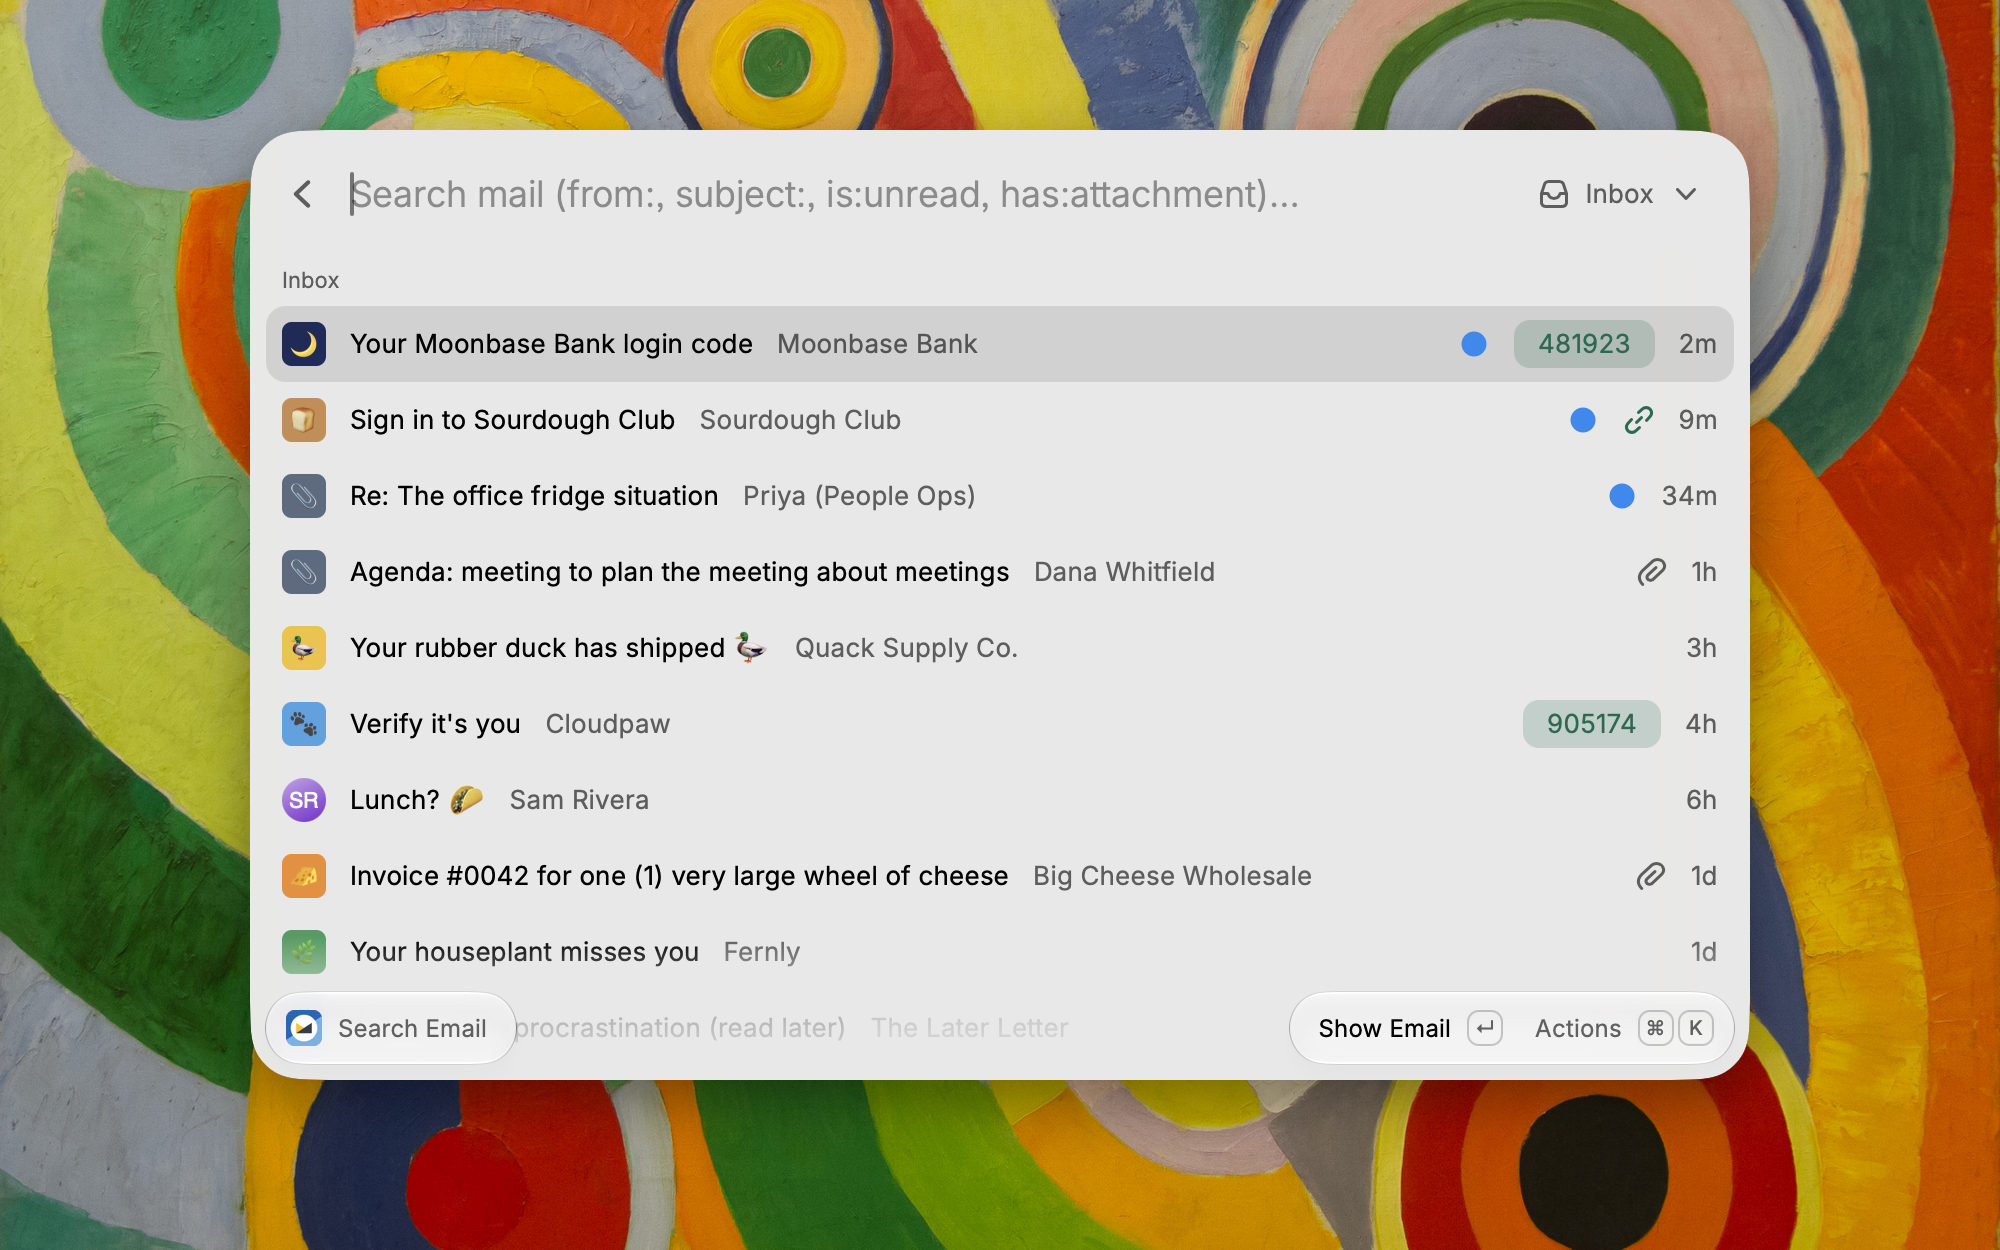 Search mail (from:, subject:, is:unread, has:attachment)... Inbox
Inbox
Your Moonbase Bank login code Moonbase Bank 481923 2m
Sign in to Sourdough Club Sourdough Club 9m
Re: The office fridge situation Priya (People Ops) 34m
Agenda: meeting to plan the meeting about meetings Dana Whitfield 1h
Your rubber duck has shipped 🦆 Quack Supply Co. 3h
Verify it's you Cloudpaw 905174 4h
SR Lunch? 🌮 Sam Rivera 6h
Invoice #0042 for one (1) very large wheel of cheese Big Cheese Wholesale 1d
Your houseplant misses you Fernly 1d
Search Email procrastination (read later) The Later Letter Show Email ↵ Actions ⌘ K